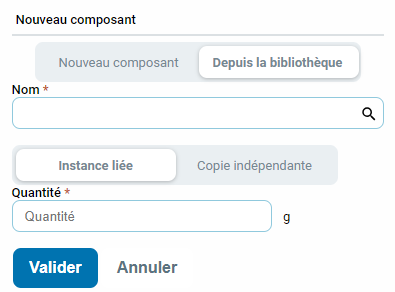 Nouveau composant
Nouveau composant Depuis la bibliothèque
Nom *
Instance liée Copie indépendante
Quantité *
Quantité g
Valider Annuler